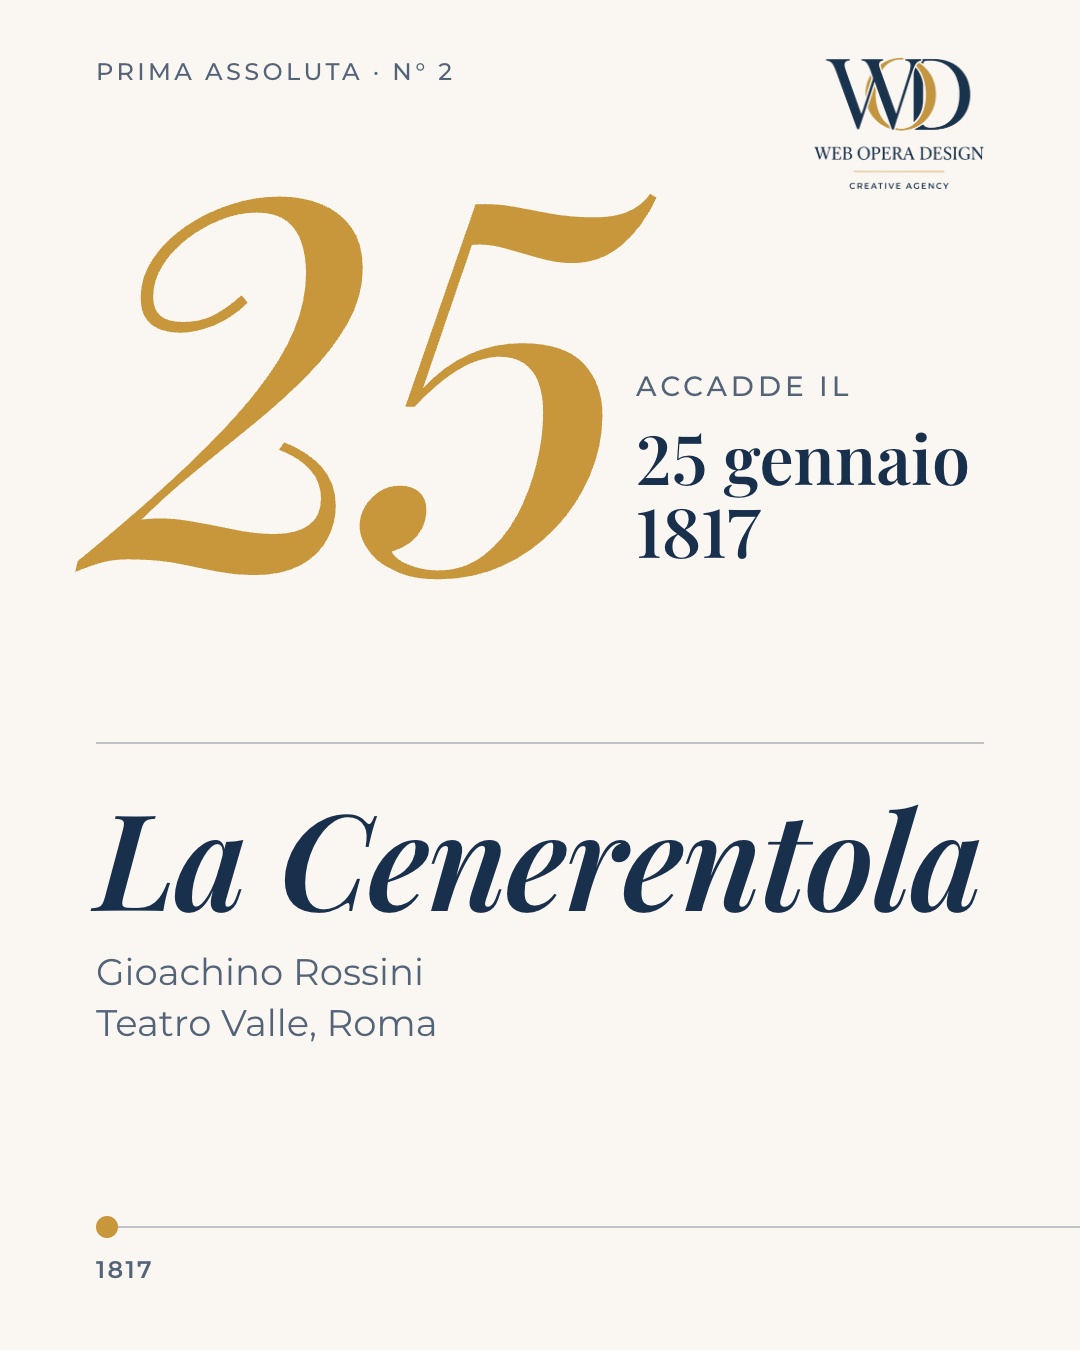 PRIMA ASSOLUTA · N° 2
WOD
WEB OPERA DESIGN
CREATIVE AGENCY
25
ACCADDE IL
25 gennaio
1817
La Cenerentola
Gioachino Rossini
Teatro Valle, Roma
1817